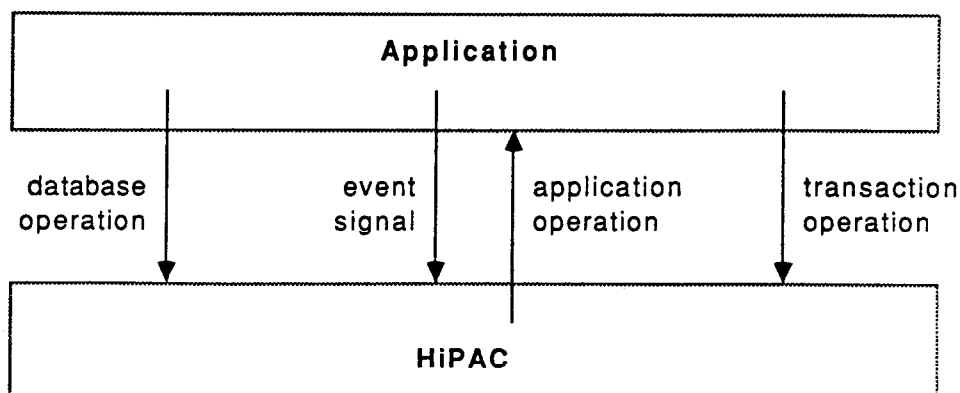 Application
database
operation
event
signal
application
operation
transaction
operation
HiPAC